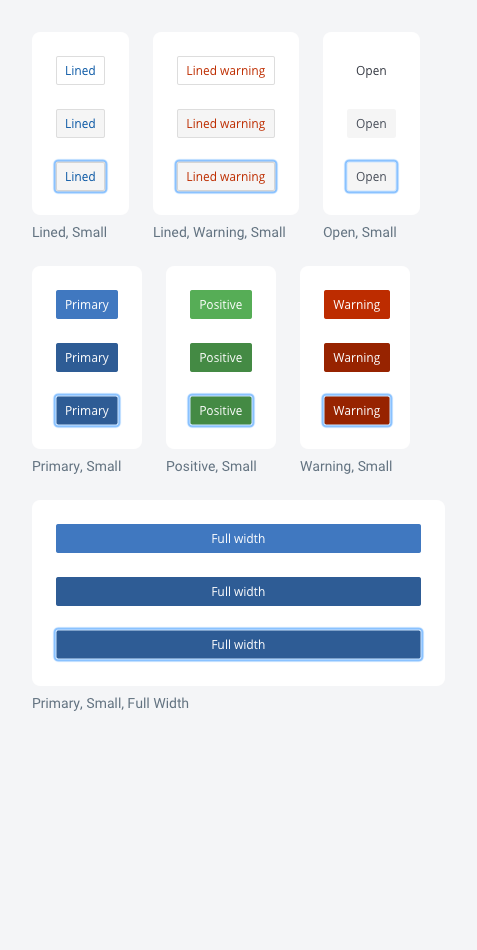 Lined
Lined
Lined
Lined, Small
Lined warning
Lined warning
Lined warning
Lined, Warning, Small
Open
Open
Open
Open, Small
Primary
Primary
Primary
Primary, Small
Positive
Positive
Positive
Positive, Small
Warning
Warning
Warning
Warning, Small
Full width
Full width
Full width
Primary, Small, Full Width